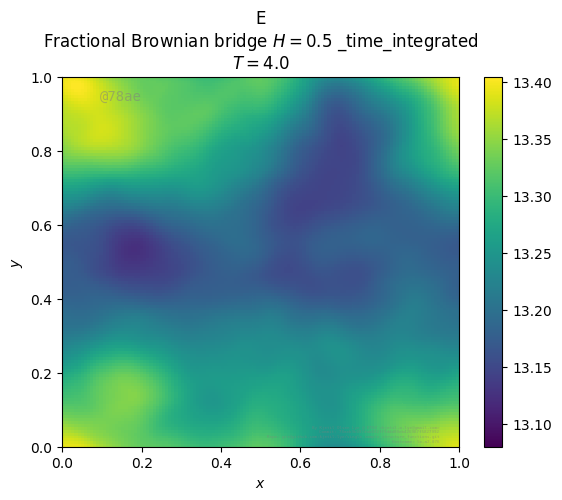 E
Fractional Brownian bridge $H = 0.5$ _time_integrated
$T = 4.0$
@78ae
1.0
0.8
0.6
0.4
0.2
0.0
y
0.0 0.2 0.4 0.6 0.8 1.0
x
13.40
13.35
13.30
13.25
13.20
13.15
13.10